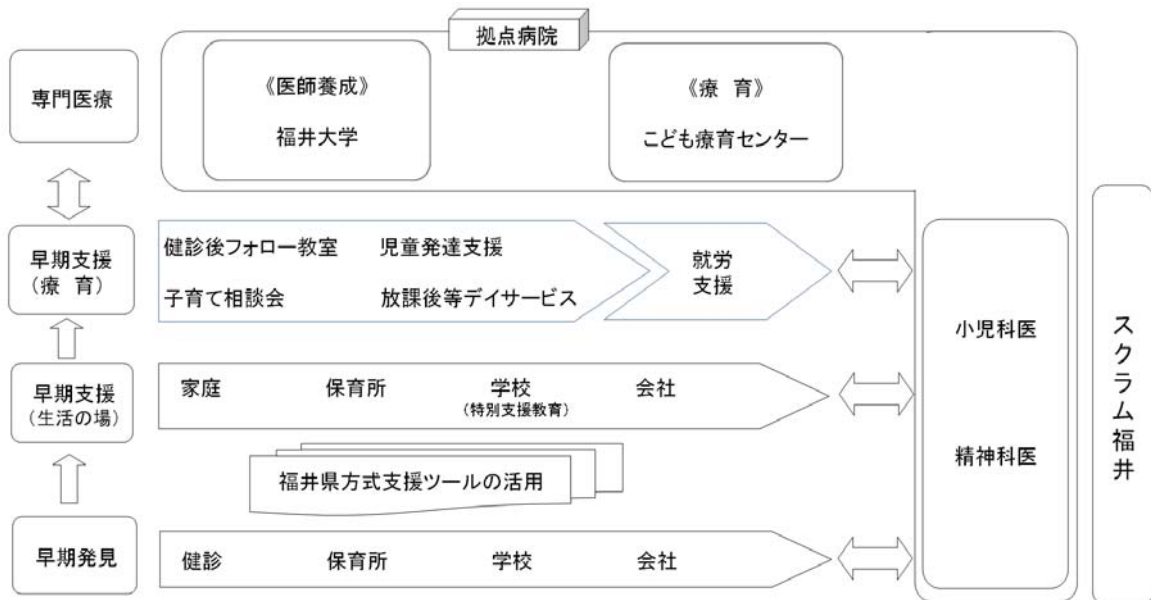 拠点病院
専門医療
《医師養成》
福井大学
《療 育》
こども療育センター
早期支援
(療 育)
健診後フォロー教室 児童発達支援
子育て相談会 放課後等デイサービス
就労
支援
早期支援
(生活の場)
家庭 保育所 学校 会社
(特別支援教育)
福井県方式支援ツールの活用
早期発見
健診 保育所 学校 会社
小児科医
精神科医
スクラム福井